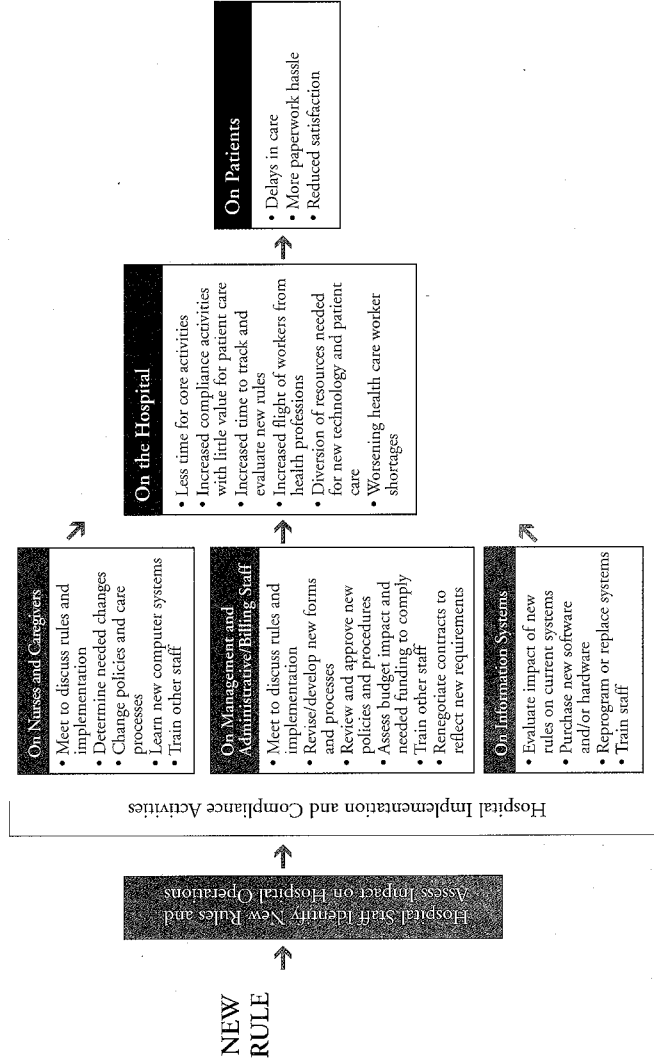 NEW
RULE
Hospital Staff Identify New Rules and
Assess Impact on Hospital Operations
Hospital Implementation and Compliance Activities
On Nurses and Caregivers
• Meet to discuss rules and
implementation
• Determine needed changes
• Change policies and care
processes
• Learn new computer systems
• Train other staff
On Management and
Administrative/Billing Staff
• Meet to discuss rules and
implementation
• Revise/develop new forms
and processes
• Review and approve new
policies and procedures
• Assess budget impact and
needed funding to comply
• Train other staff
• Renegotiate contracts to
reflect new requirements
On Information Systems
• Evaluate impact of new
rules on current systems
• Purchase new software
and/or hardware
• Reprogram or replace systems
• Train staff
On the Hospital
• Less time for core activities
• Increased compliance activities
with little value for patient care
• Increased time to track and
evaluate new rules
• Increased flight of workers from
health professions
• Diversion of resources needed
for new technology and patient
care
• Worsening health care worker
shortages
On Patients
• Delays in care
• More paperwork hassle
• Reduced satisfaction